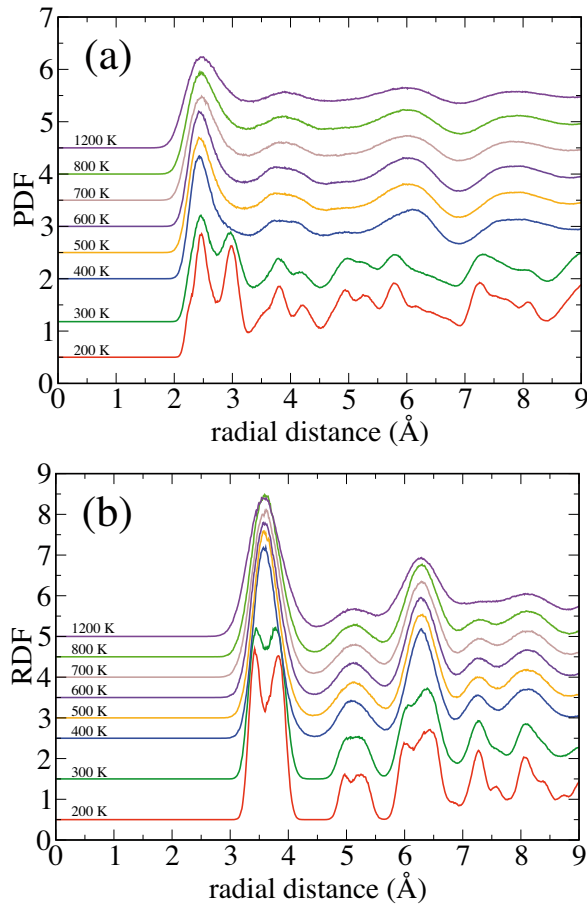 (a)
PDF
7
6
5
4
3
2
1
0
1200 K
800 K
700 K
600 K
500 K
400 K
300 K
200 K
0 1 2 3 4 5 6 7 8 9
radial distance (Å)
(b)
RDF
9
8
7
6
5
4
3
2
1
0
1200 K
800 K
700 K
600 K
500 K
400 K
300 K
200 K
0 1 2 3 4 5 6 7 8 9
radial distance (Å)